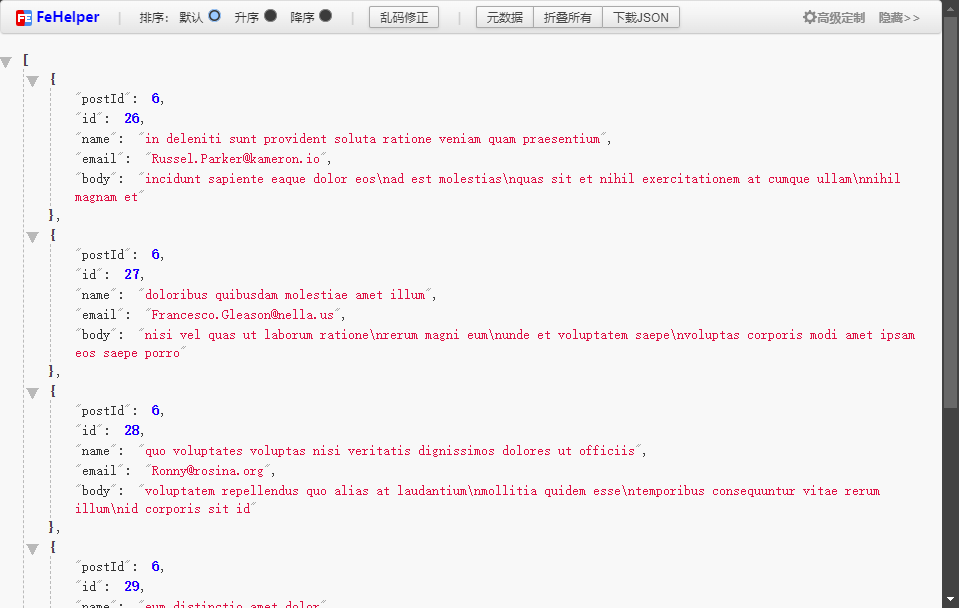 FE FeHelper | 排序: 默认 升序 降序 | 乱码修正 | 元数据 折叠所有 下载JSON 高级定制 隐藏>>
[
{
"postId": 6,
"id": 26,
"name": "in deleniti sunt provident soluta ratione veniam quam praesentium",
"email": "Russel.Parker@kameron.io",
"body": "incidunt sapiente eaque dolor eos\nad est molestias\nquas sit et nihil exercitationem at cumque ullam\nnihil
magnam et"
},
{
"postId": 6,
"id": 27,
"name": "doloribus quibusdam molestiae amet illum",
"email": "Francesco.Gleason@nella.us",
"body": "nisi vel quas ut laborum ratione\nrerum magni eum\nunde et voluptatem saepe\nvoluptas corporis modi amet ipsam
eos saepe porro"
},
{
"postId": 6,
"id": 28,
"name": "quo voluptates voluptas nisi veritatis dignissimos dolores ut officiis",
"email": "Ronny@rosina.org",
"body": "voluptatem repellendus quo alias at laudantium\nmollitia quidem esse\ntemporibus consequuntur vitae rerum
illum\nid corporis sit id"
},
{
"postId": 6,
"id": 29,
"name": "eum distinctio amet dolor"